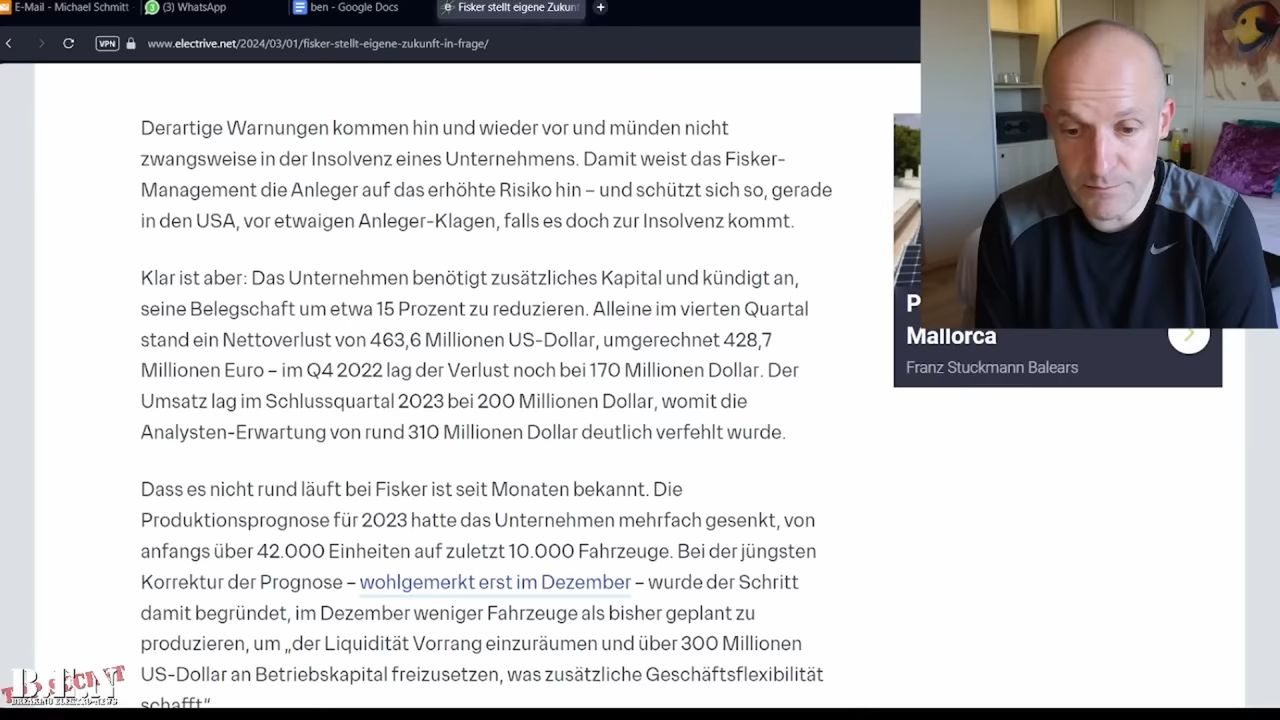 E-Mail - Michael Schmitt
(3) WhatsApp
ben - Google Docs
Fisker stellt eigene Zukun
VPN
www.electrive.net/2024/03/01/fisker-stellt-eigene-zukunft-in-frage/
Derartige Warnungen kommen hin und wieder vor und münden nicht
zwangsweise in der Insolvenz eines Unternehmens. Damit weist das Fisker-
Management die Anleger auf das erhöhte Risiko hin – und schützt sich so, gerade
in den USA, vor etwaigen Anleger-Klagen, falls es doch zur Insolvenz kommt.
Klar ist aber: Das Unternehmen benötigt zusätzliches Kapital und kündigt an,
seine Belegschaft um etwa 15 Prozent zu reduzieren. Alleine im vierten Quartal
stand ein Nettoverlust von 463,6 Millionen US-Dollar, umgerechnet 428,7
Millionen Euro – im Q4 2022 lag der Verlust noch bei 170 Millionen Dollar. Der
Umsatz lag im Schlussquartal 2023 bei 200 Millionen Dollar, womit die
Analysten-Erwartung von rund 310 Millionen Dollar deutlich verfehlt wurde.
Dass es nicht rund läuft bei Fisker ist seit Monaten bekannt. Die
Produktionsprognose für 2023 hatte das Unternehmen mehrfach gesenkt, von
anfangs über 42.000 Einheiten auf zuletzt 10.000 Fahrzeuge. Bei der jüngsten
Korrektur der Prognose – wohlgemerkt erst im Dezember – wurde der Schritt
damit begründet, im Dezember weniger Fahrzeuge als bisher geplant zu
produzieren, um „der Liquidität Vorrang einzuräumen und über 300 Millionen
US-Dollar an Betriebskapital freizusetzen, was zusätzliche Geschäftsflexibilität
schafft“
P
Mallorca
Franz Stuckmann Balears
B.E.N
BREAKING ELECTRO-NEWS